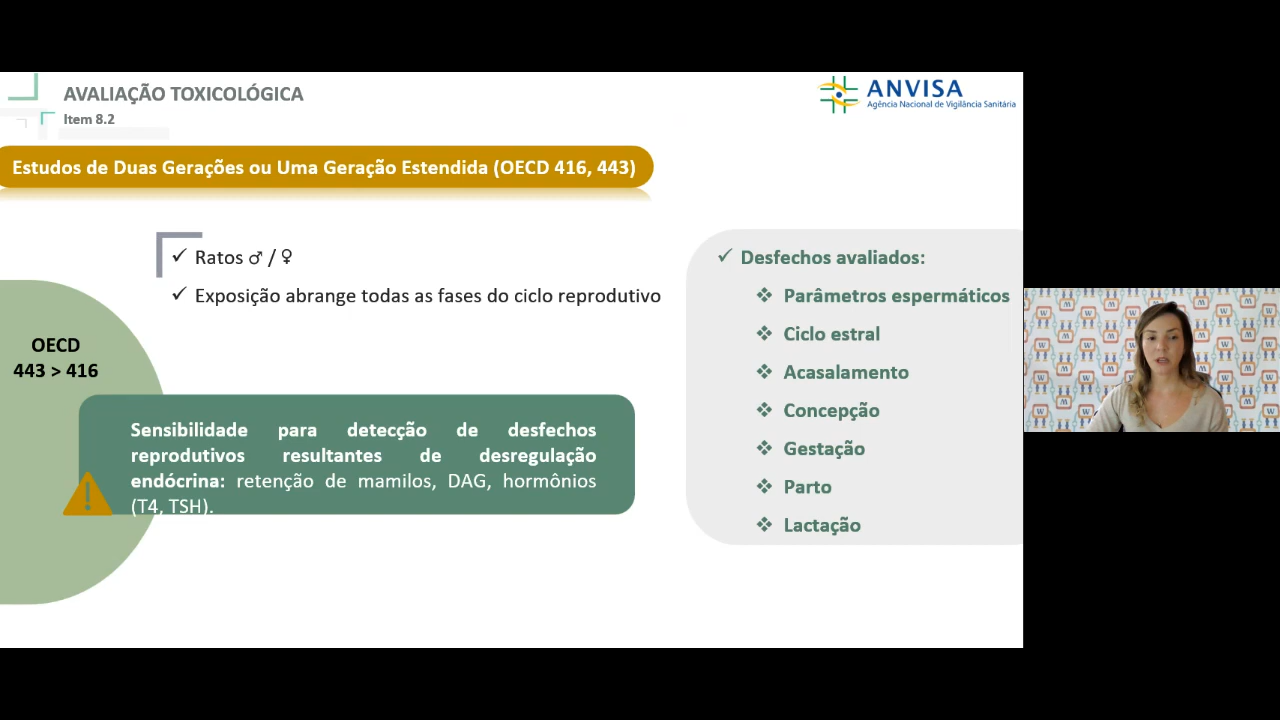 AVALIAÇÃO TOXICOLÓGICA
Item 8.2
ANVISA
Agência Nacional de Vigilância Sanitária
Estudos de Duas Gerações ou Uma Geração Estendida (OECD 416, 443)
✓ Ratos ♂ / ♀
✓ Exposição abrange todas as fases do ciclo reprodutivo
OECD
443 > 416
Sensibilidade para detecção de desfechos
reprodutivos resultantes de desregulação
endócrina: retenção de mamilos, DAG, hormônios
(T4, TSH).
✓ Desfechos avaliados:
❖ Parâmetros espermáticos
❖ Ciclo estral
❖ Acasalamento
❖ Concepção
❖ Gestação
❖ Parto
❖ Lactação